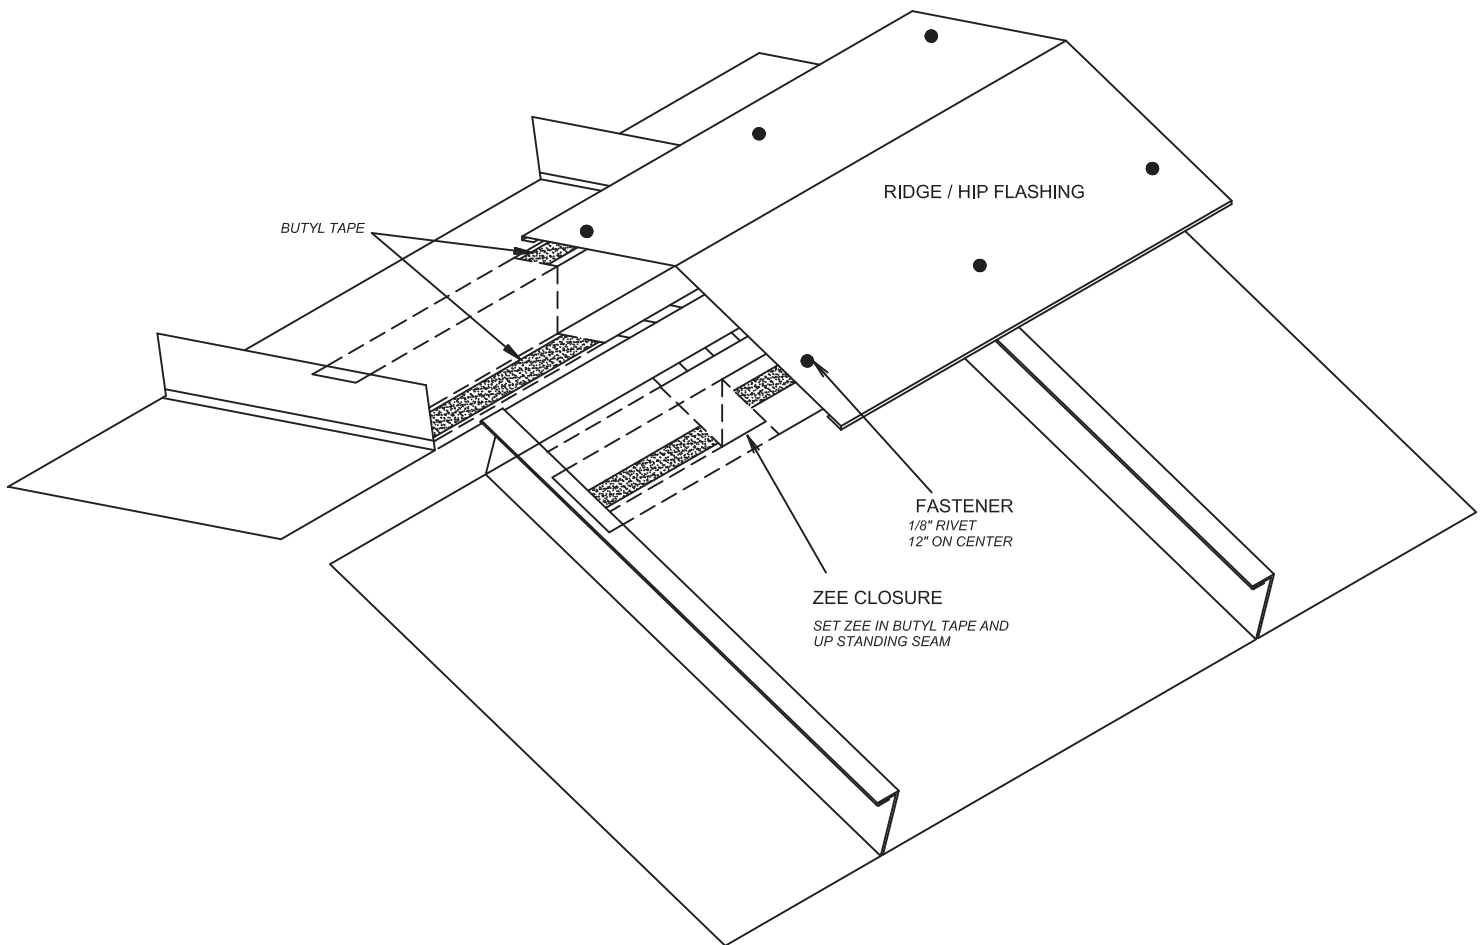 RIDGE / HIP FLASHING
BUTYL TAPE
FASTENER
1/8" RIVET
12" ON CENTER
ZEE CLOSURE
SET ZEE IN BUTYL TAPE AND
UP STANDING SEAM